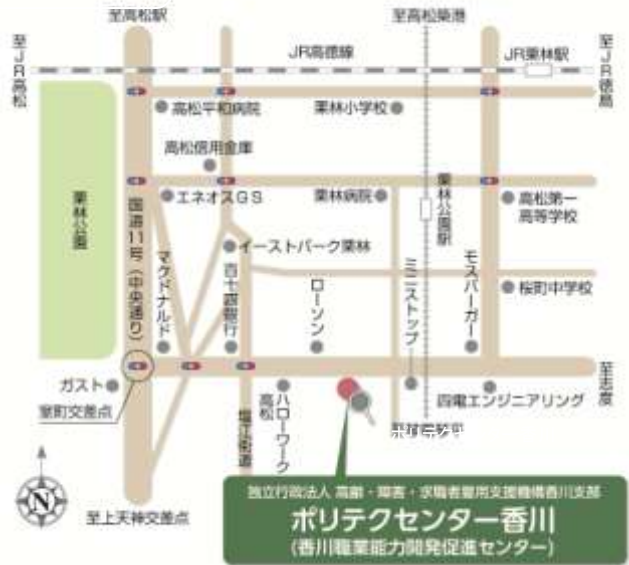 至高松駅
至高松築港
至JR高松
JR高徳線
JR栗林駅
至JR徳島
高松平和病院
栗林小学校
高松信用金庫
栗林公園
国道11号（中央通り）
エネオスGS
栗林病院
栗林公園駅
高松第一
高等学校
イーストパーク栗林
マクドナルド
百十四銀行
ローソン
ミニストップ
モスバーガー
桜町中学校
至志度
ガスト
室町交差点
塩江街道
ハローワーク
高松
四電エンジニアリング
N
至上天神交差点
独立行政法人 高齢・障害・求職者雇用支援機構香川支部
ポリテクセンター香川
(香川職業能力開発促進センター)